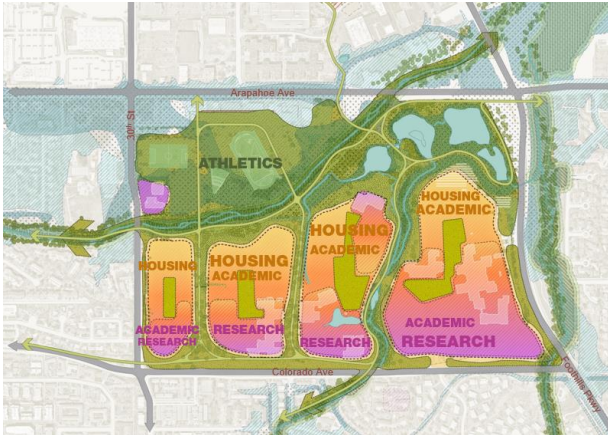 Arapahoe Ave
30th St
ATHLETICS
HOUSING
ACADEMIC
HOUSING
ACADEMIC
HOUSING
ACADEMIC
HOUSING
ACADEMIC
RESEARCH
RESEARCH
RESEARCH
ACADEMIC
RESEARCH
Colorado Ave
Foothills Pkwy